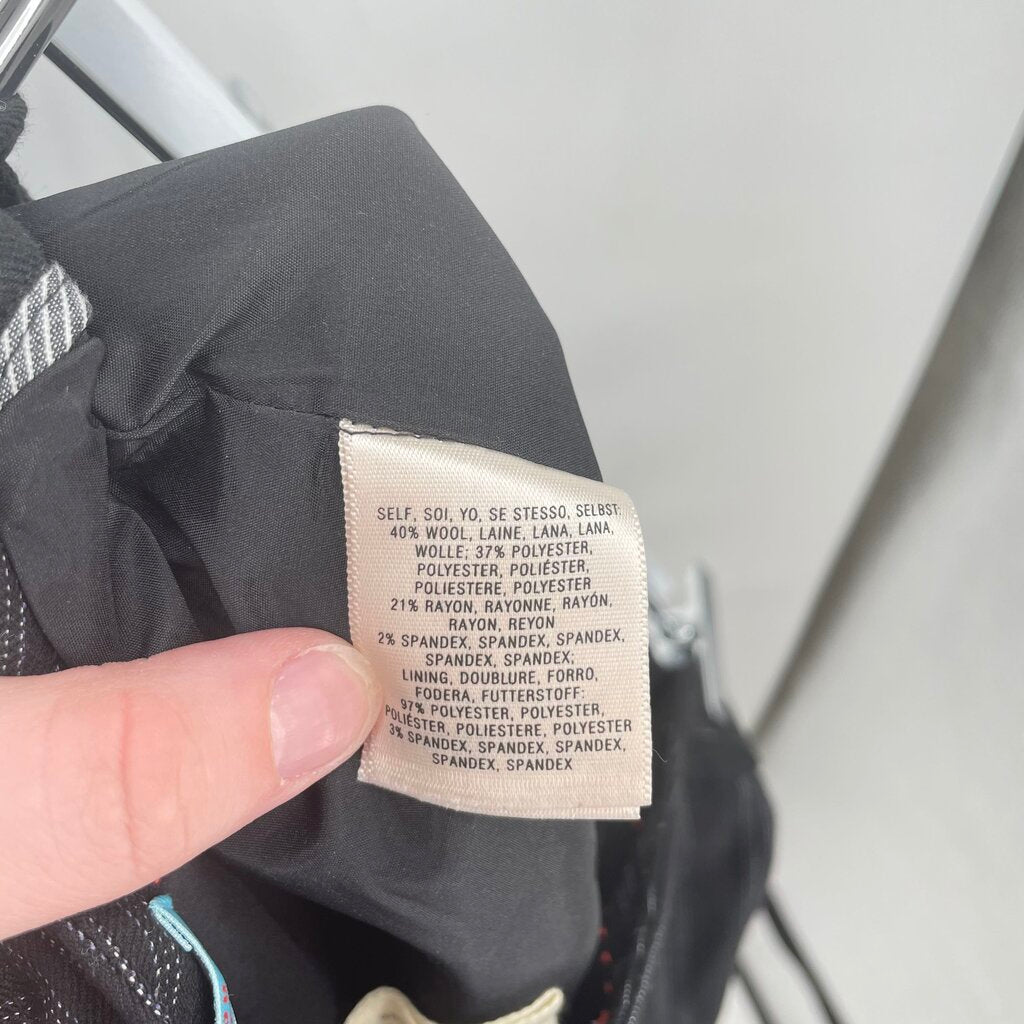 SELF, SOI, YO, SE STESSO, SELBST:
40% WOOL, LAINE, LANA, LANA,
WOLLE; 37% POLYESTER,
POLYESTER, POLIÉSTER,
POLIESTERE, POLYESTER
21% RAYON, RAYONNE, RAYÓN,
RAYON, REYON
2% SPANDEX, SPANDEX, SPANDEX,
SPANDEX, SPANDEX;
LINING, DOUBLURE, FORRO,
FODERA, FUTTERSTOFF:
97% POLYESTER, POLYESTER,
POLIÉSTER, POLIESTERE, POLYESTER
3% SPANDEX, SPANDEX, SPANDEX,
SPANDEX, SPANDEX